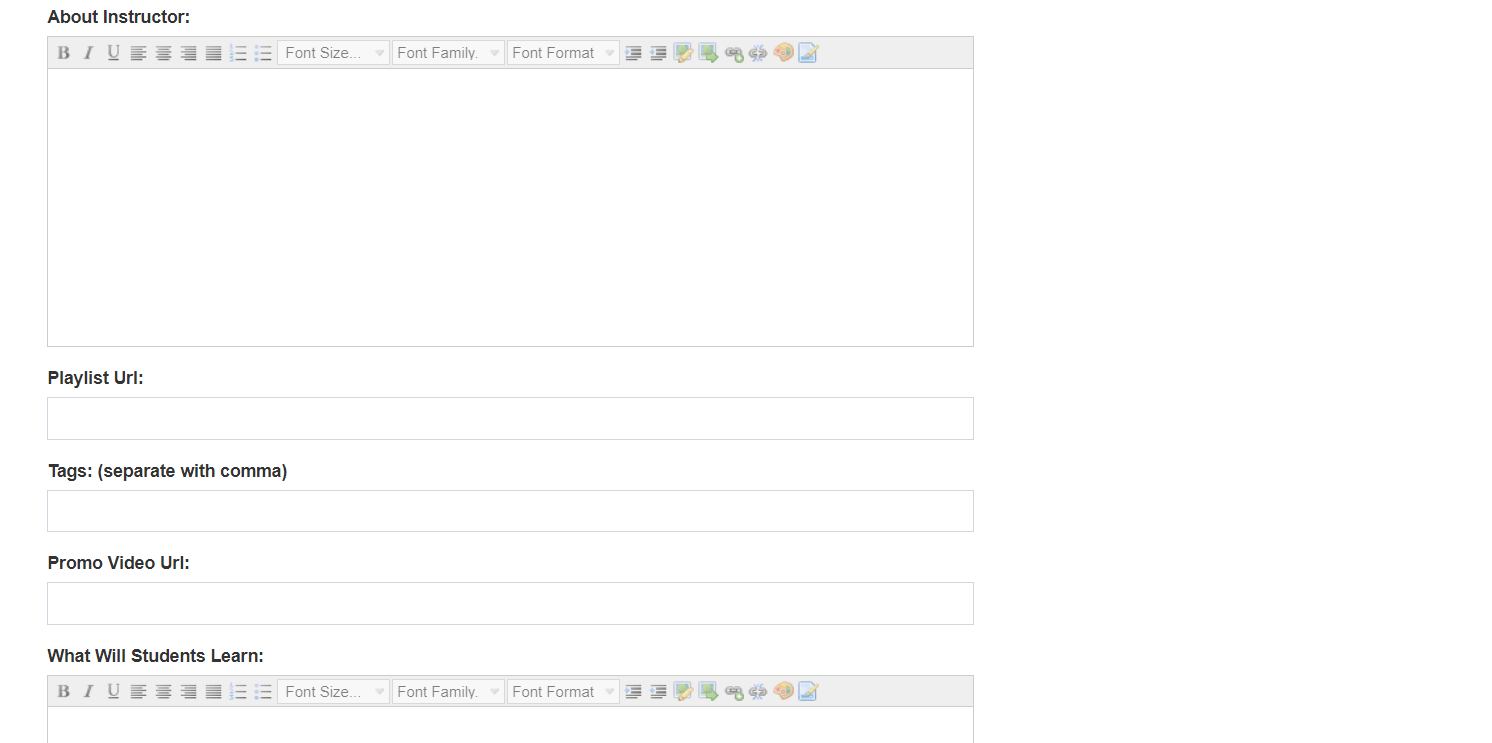 About Instructor:
B I U Font Size... Font Family. Font Format
Playlist Url:
Tags: (separate with comma)
Promo Video Url:
What Will Students Learn:
B I U Font Size... Font Family. Font Format